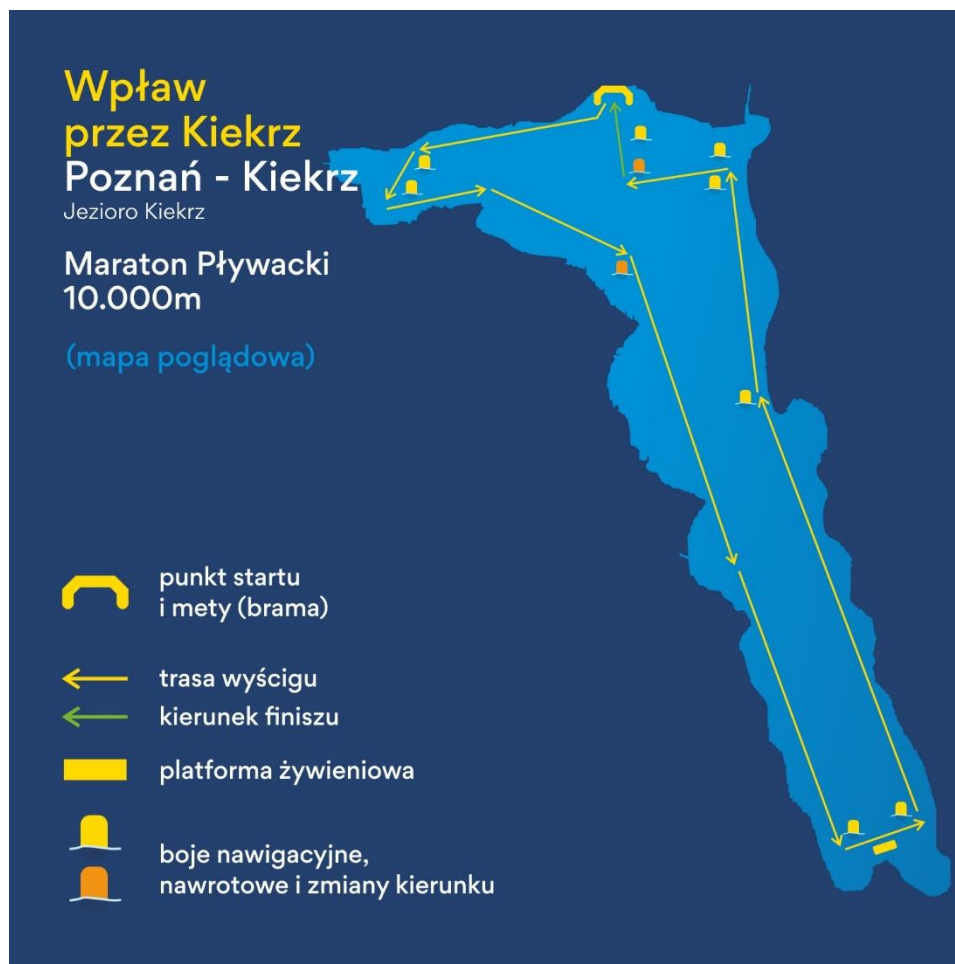 Wpław
przez Kiekrz
Poznań - Kiekrz
Jezioro Kiekrz
Maraton Pływacki
10.000m
(mapa poglądowa)
punkt startu
i mety (brama)
trasa wyścigu
kierunek finiszu
platforma żywieniowa
boje nawigacyjne,
nawrotowe i zmiany kierunku